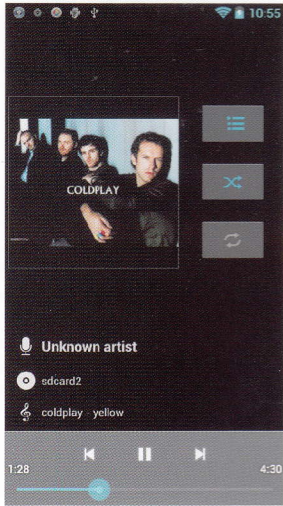 10:55
COLDPLAY
Unknown artist
sdcard2
coldplay - yellow
1:28
4:30